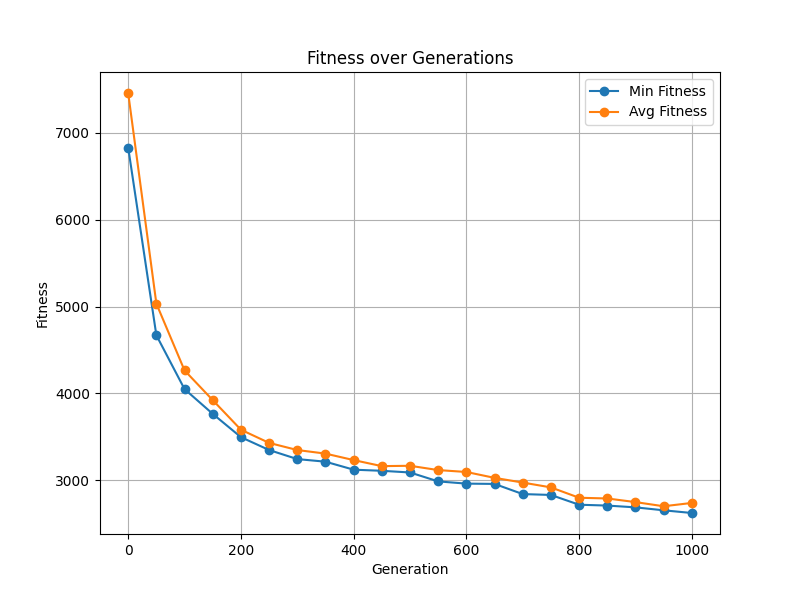 Fitness over Generations
Min Fitness
Avg Fitness
7000
6000
5000
4000
3000
Fitness
0 200 400 600 800 1000
Generation